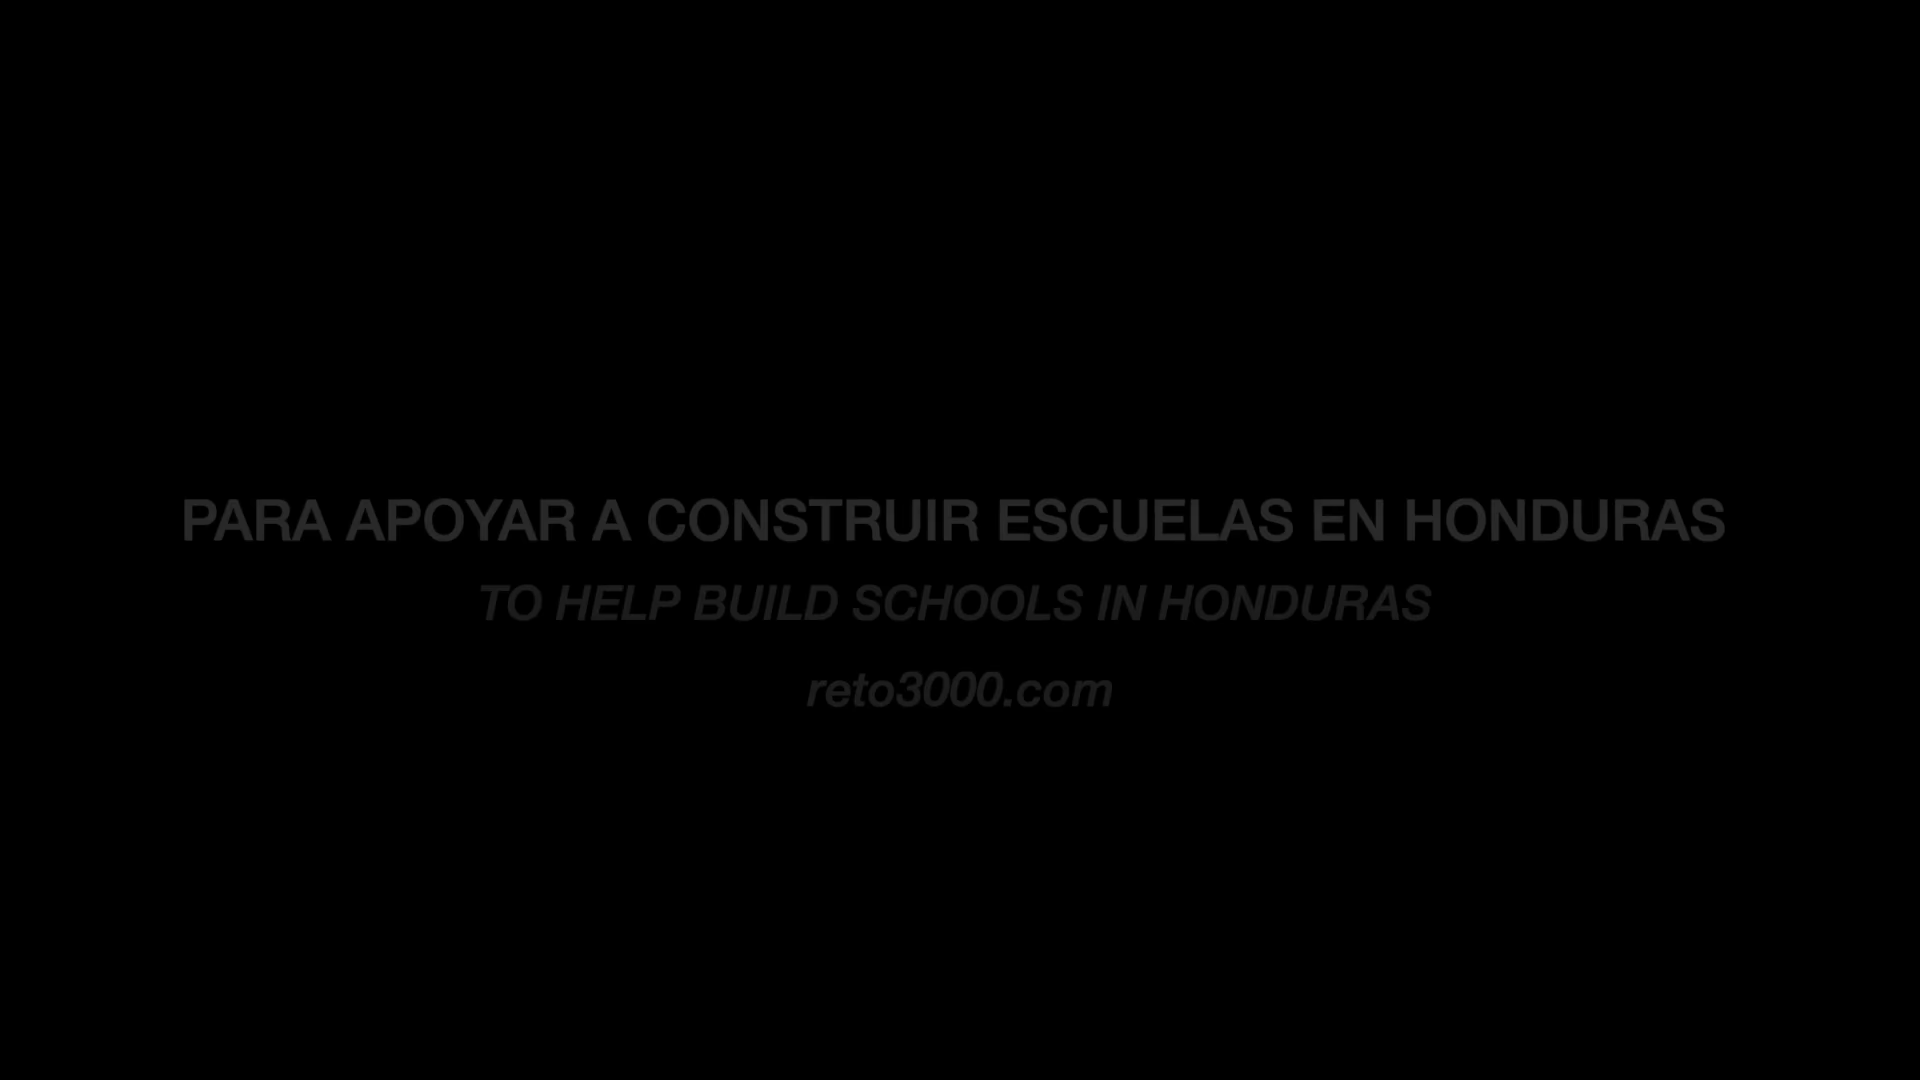 PARA APOYAR A CONSTRUIR ESCUELAS EN HONDURAS
TO HELP BUILD SCHOOLS IN HONDURAS
reto3000.com